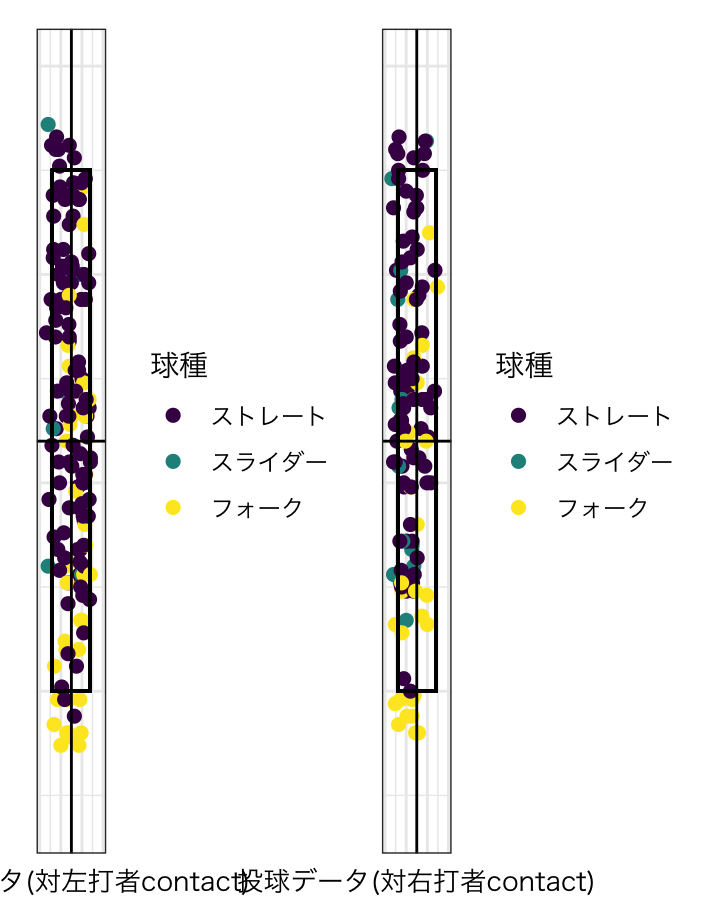 球種
ストレート
スライダー
フォーク
球種
ストレート
スライダー
フォーク
タ(対左打者contact)
投球データ(対右打者contact)